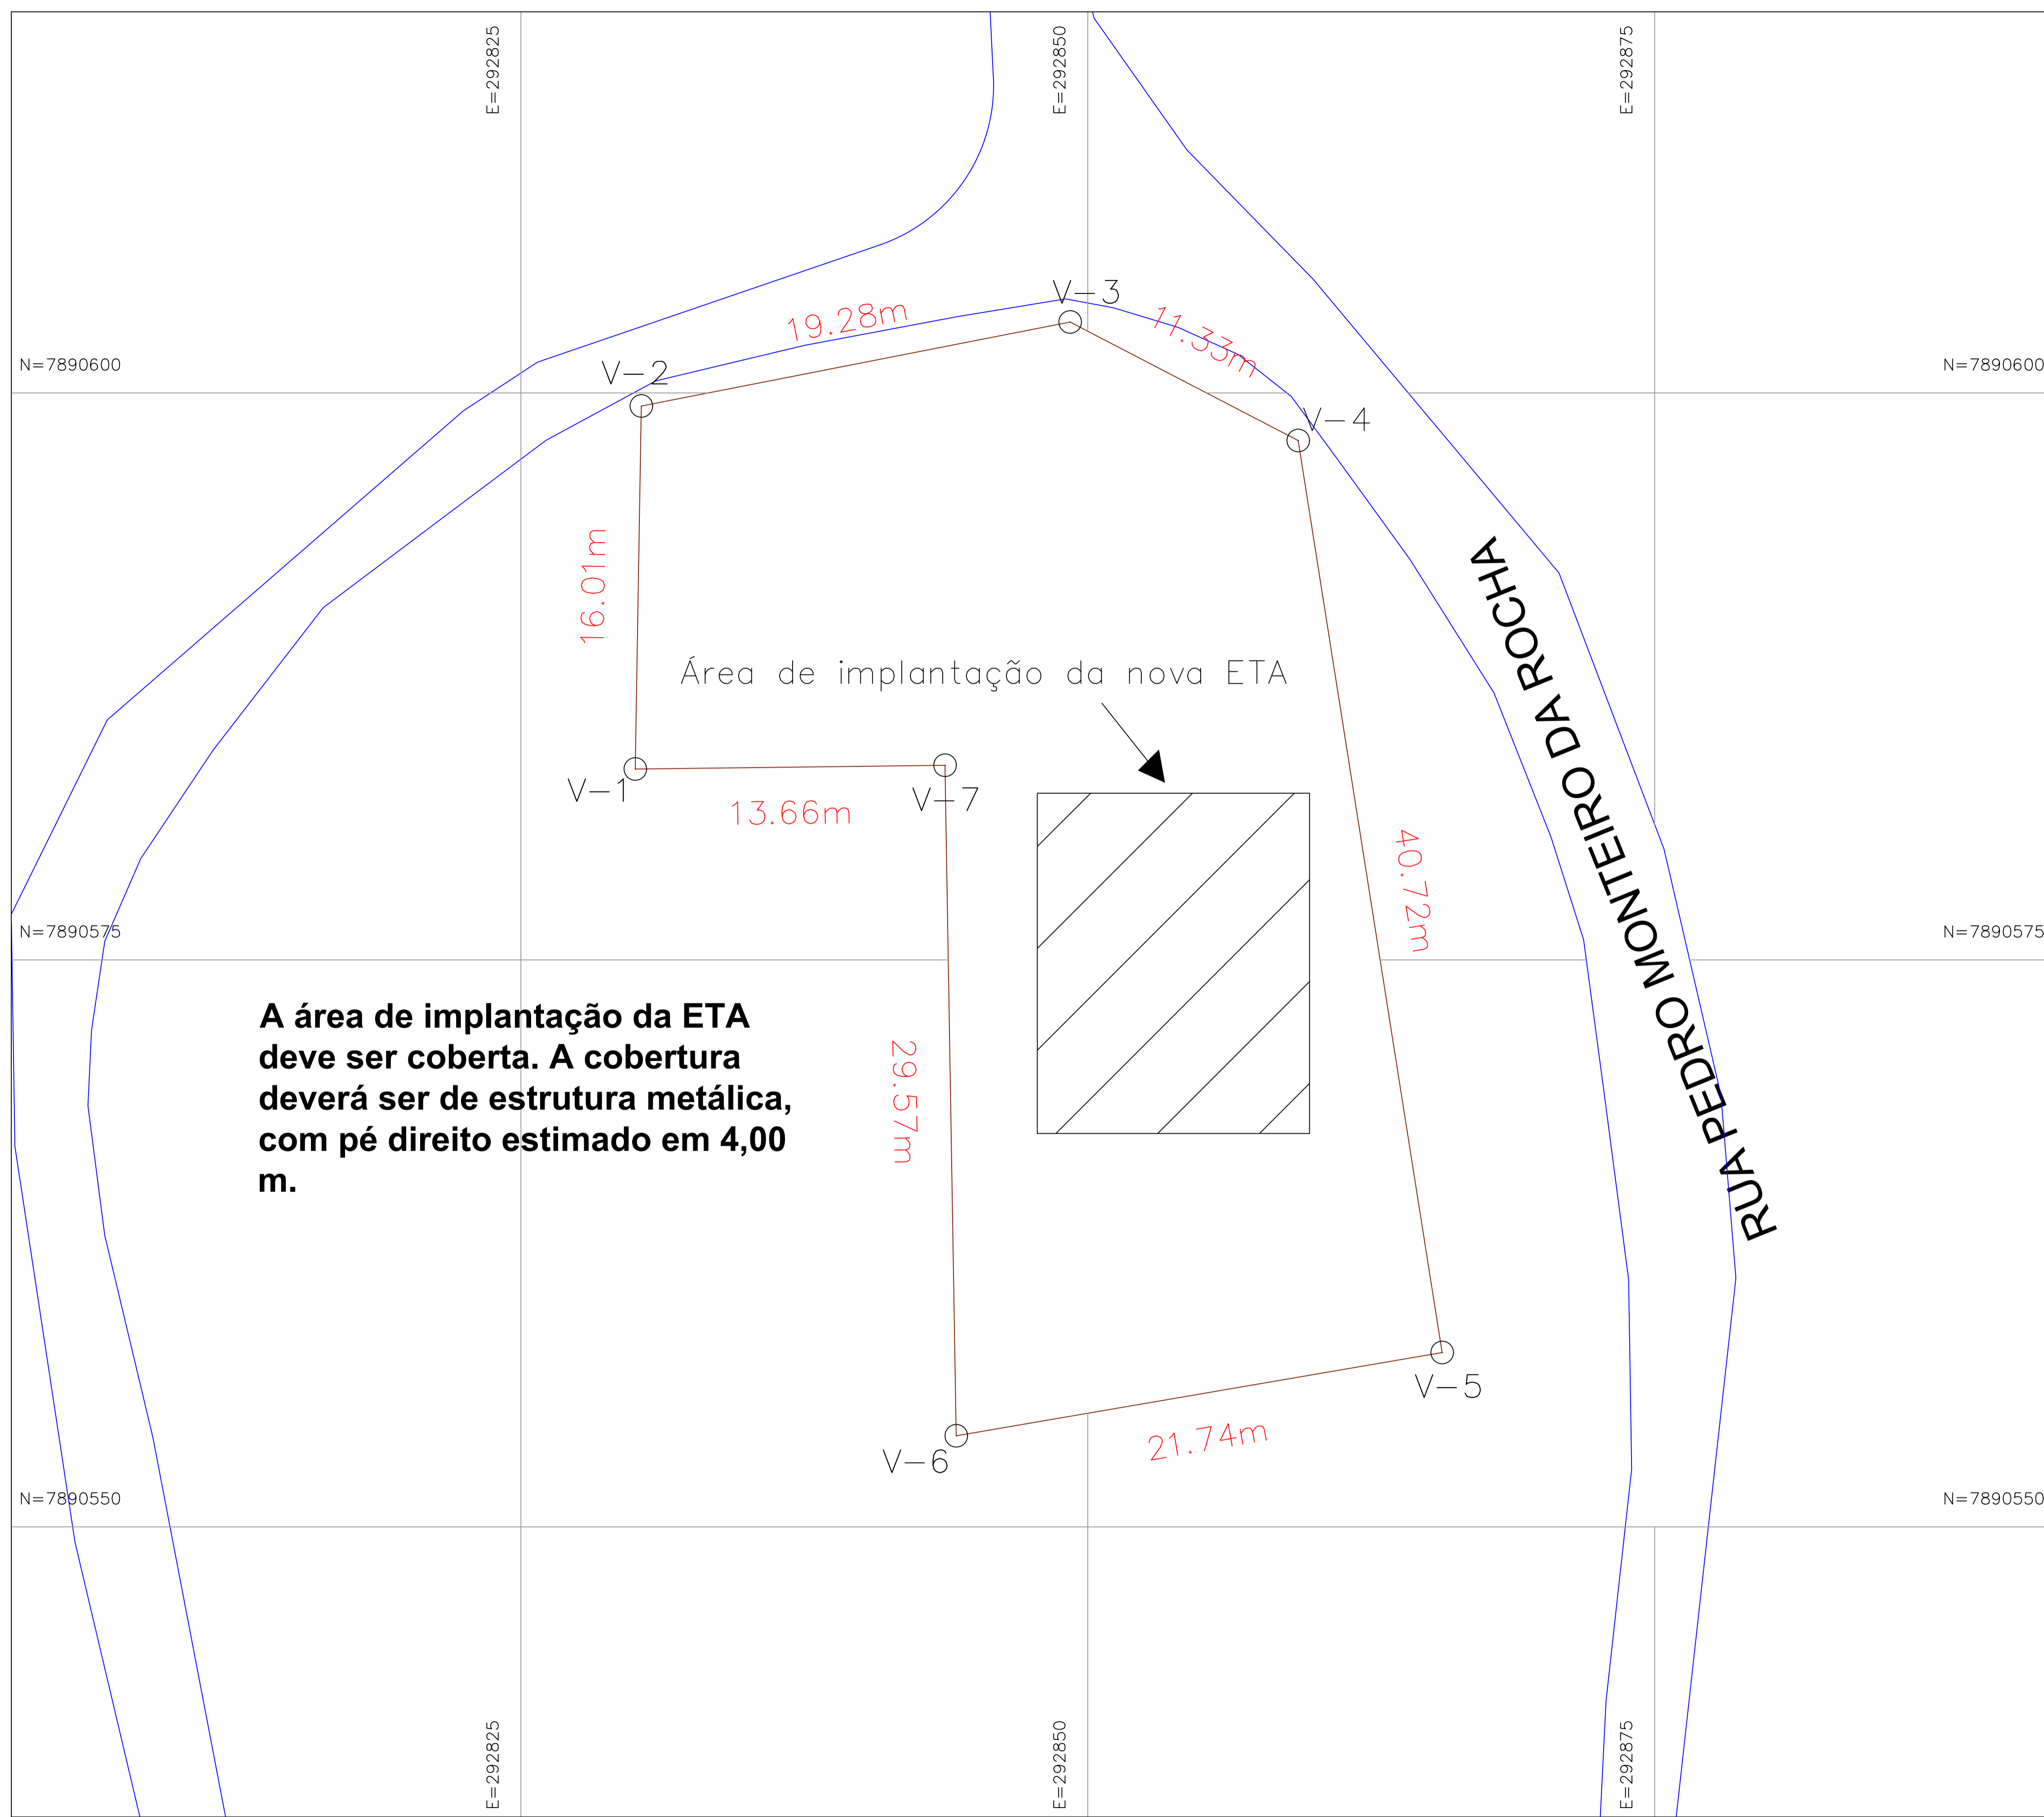 E=292825
E=292850
E=292875
V-3
19.28m
11.33m
N=7890600
N=7890600
V-2
V-4
16.01m
RUA PEDRO MONTEIRO DA ROCHA
Área de implantação da nova ETA
V-1
V-7
13.66m
40.72m
N=7890575
N=7890575
A área de implantação da ETA
deve ser coberta. A cobertura
deverá ser de estrutura metálica,
com pé direito estimado em 4,00
m.
29.57m
V-5
21.74m
V-6
N=7890550
N=7890550
E=292825
E=292850
E=292875